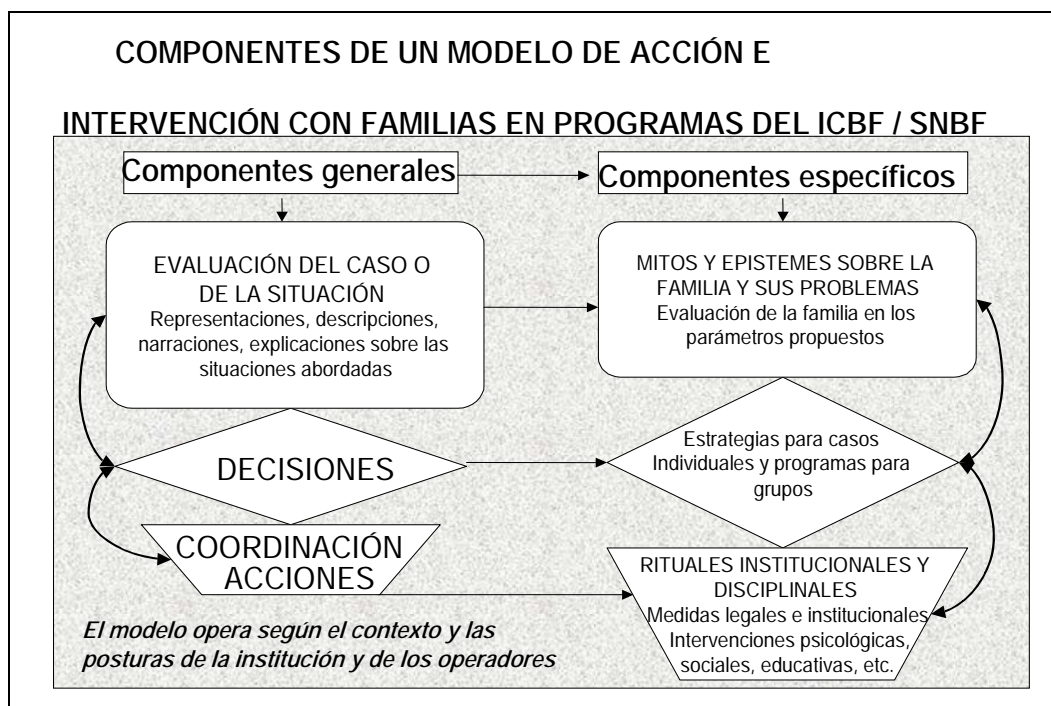 COMPONENTES DE UN MODELO DE ACCIÓN E
INTERVENCIÓN CON FAMILIAS EN PROGRAMAS DEL ICBF / SNBF
Componentes generales
Componentes específicos
EVALUACIÓN DEL CASO O
DE LA SITUACIÓN
Representaciones, descripciones,
narraciones, explicaciones sobre las
situaciones abordadas
MITOS Y EPISTEMES SOBRE LA
FAMILIA Y SUS PROBLEMAS
Evaluación de la familia en los
parámetros propuestos
DECISIONES
Estrategias para casos
Individuales y programas para
grupos
COORDINACIÓN
ACCIONES
RITUALES INSTITUCIONALES Y
DISCIPLINALES
Medidas legales e institucionales
Intervenciones psicológicas,
sociales, educativas, etc.
El modelo opera según el contexto y las
posturas de la institución y de los operadores